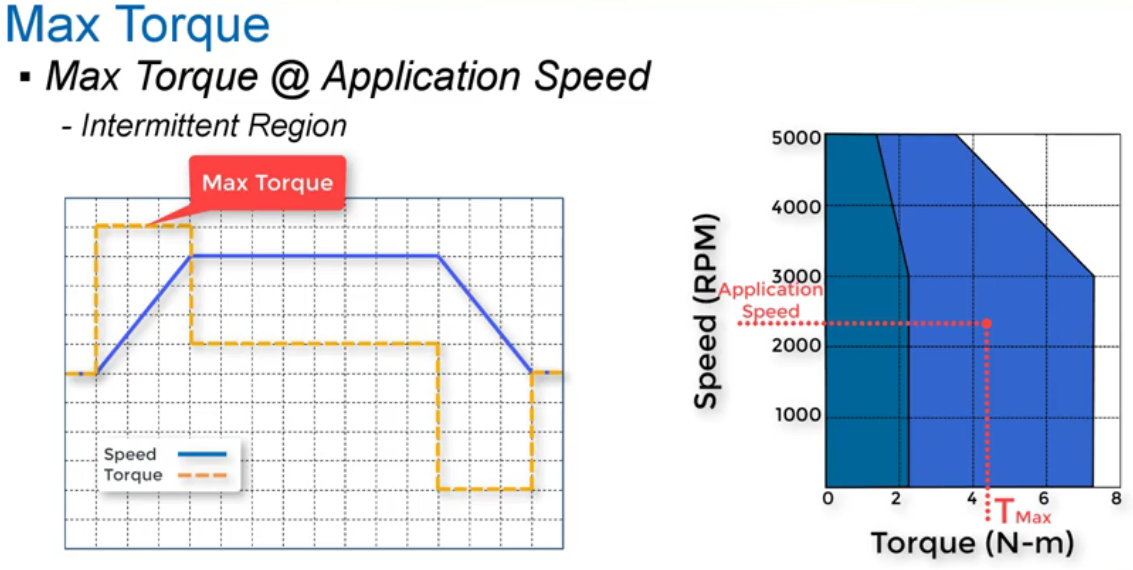 Max Torque
▪ Max Torque @ Application Speed
- Intermittent Region
Max Torque
Speed
Torque
Speed (RPM)
5000
4000
3000
Application
Speed
2000
1000
0 2 4 6 8
TMax
Torque (N-m)